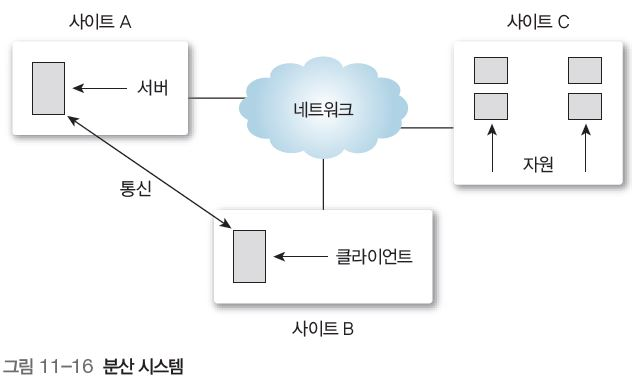 사이트 A
사이트 C
서버
네트워크
자원
통신
클라이언트
사이트 B
그림 11-16 분산 시스템